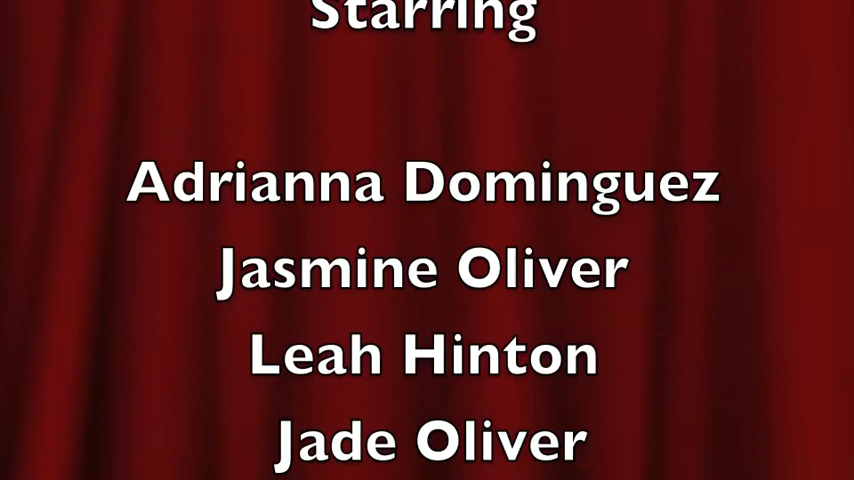 Starring
Adrianna Dominguez
Jasmine Oliver
Leah Hinton
Jade Oliver